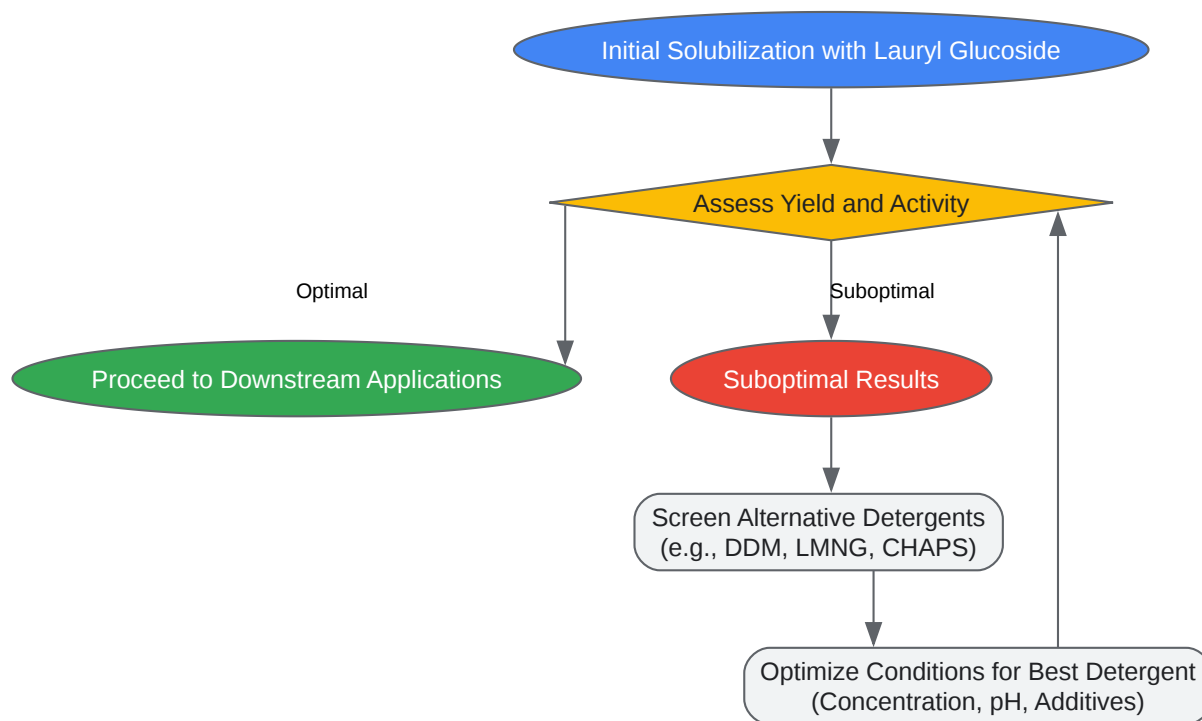 Initial Solubilization with Lauryl Glucoside
Assess Yield and Activity
Optimal
Suboptimal
Proceed to Downstream Applications
Suboptimal Results
Screen Alternative Detergents
(e.g., DDM, LMNG, CHAPS)
Optimize Conditions for Best Detergent
(Concentration, pH, Additives)